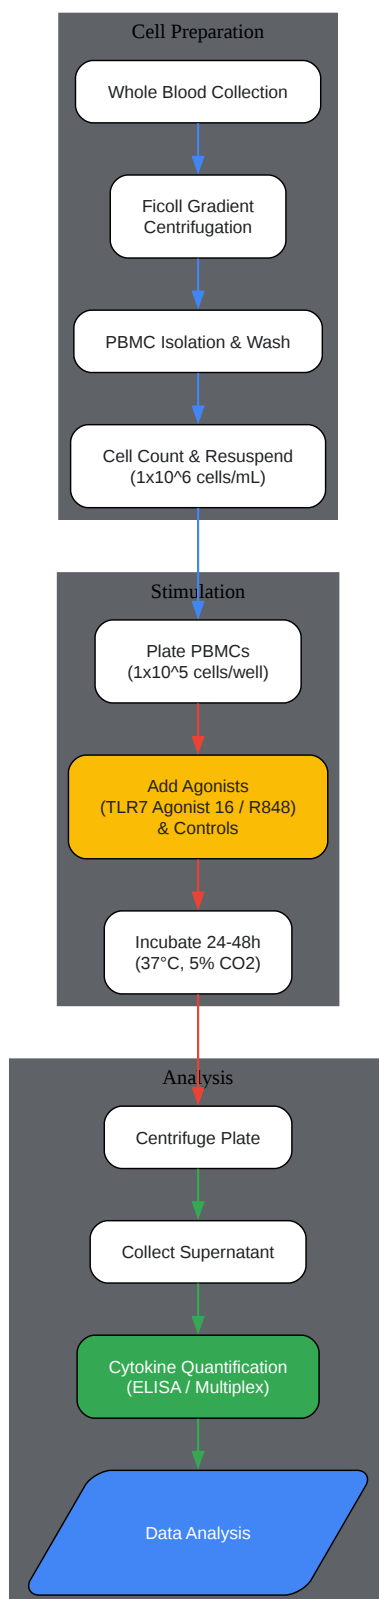 Cell Preparation
Whole Blood Collection
Ficoll Gradient
Centrifugation
PBMC Isolation & Wash
Cell Count & Resuspend
(1x10^6 cells/mL)
Stimulation
Plate PBMCs
(1x10^5 cells/well)
Add Agonists
(TLR7 Agonist 16 / R848)
& Controls
Incubate 24-48h
(37°C, 5% CO2)
Analysis
Centrifuge Plate
Collect Supernatant
Cytokine Quantification
(ELISA / Multiplex)
Data Analysis